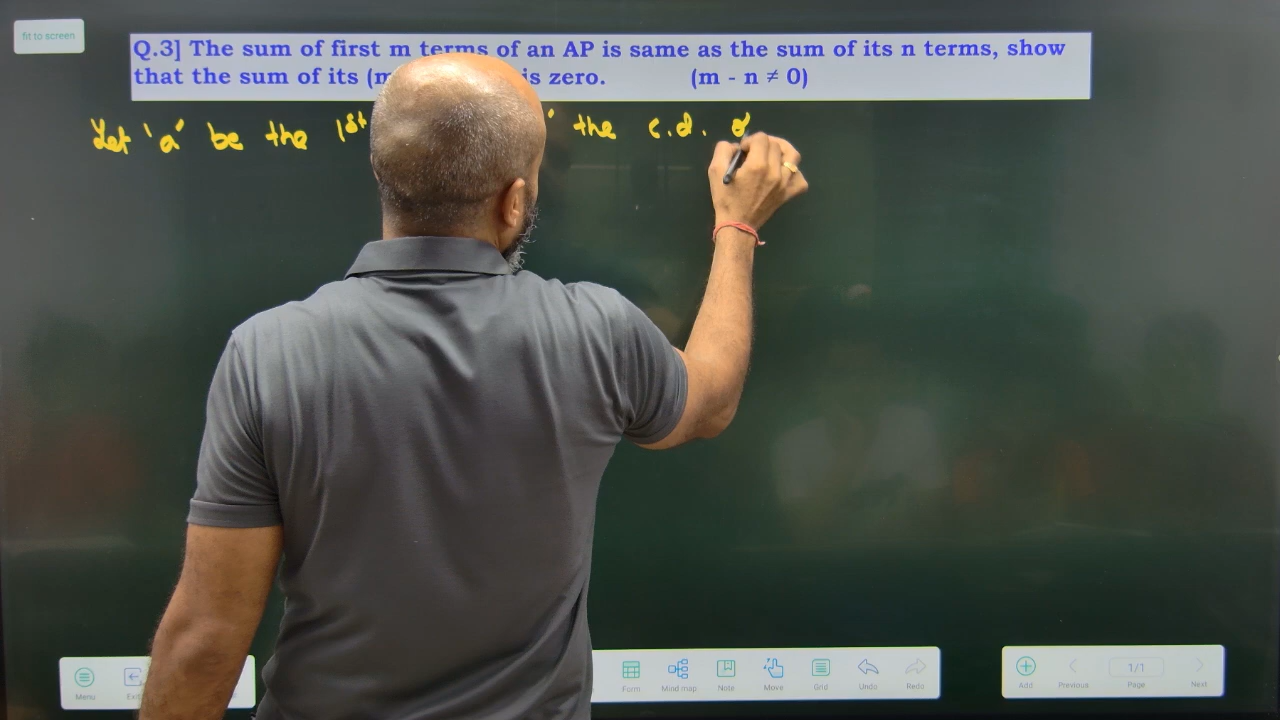 fit to screen
Q.3] The sum of first m terms of an AP is same as the sum of its n terms, show
that the sum of its (m is zero. (m - n ≠ 0)
Let 'a' be the 1st ' the c.d.
Menu
Form Mind map Note Move Grid Undo Redo
Add Previous 1/1 Page Next